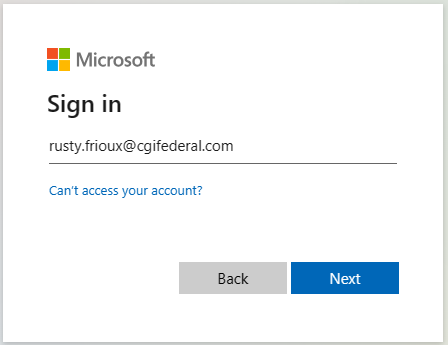 Microsoft
Sign in
rusty.frioux@cgifederal.com
Can't access your account?
Back
Next